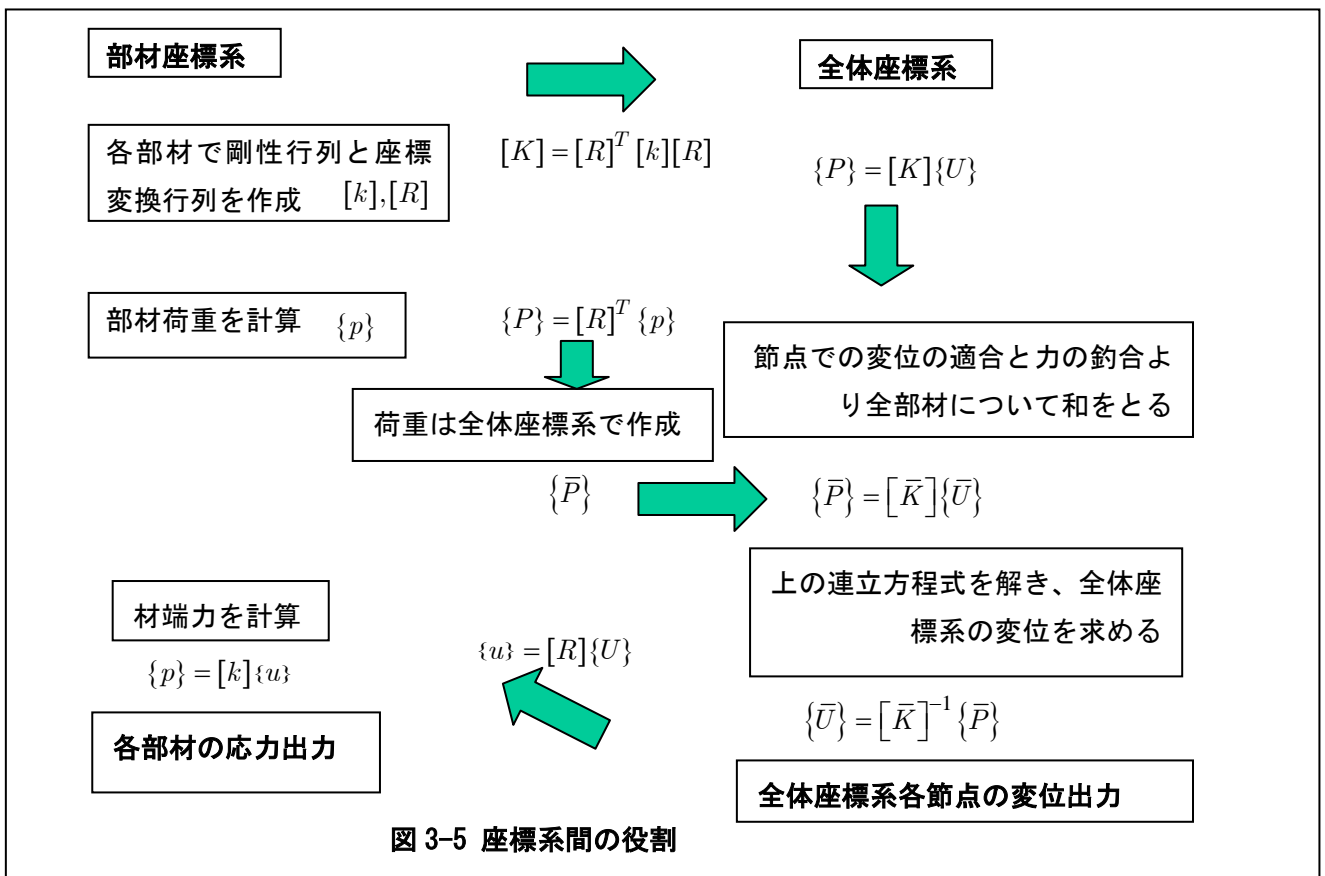 部材座標系
全体座標系
各部材で剛性行列と座標
変換行列を作成 [k],[R]
[K] = [R]^T [k][R]
{P} = [K]{U}
部材荷重を計算 {p}
{P} = [R]^T {p}
荷重は全体座標系で作成
節点での変位の適合と力の釣合よ
り全部材について和をとる
{P̄}
{P̄} = [K̄]{Ū}
上の連立方程式を解き、全体座
標系の変位を求める
材端力を計算
{p} = [k]{u}
{u} = [R]{U}
{Ū} = [K̄]^{-1} {P̄}
各部材の応力出力
全体座標系各節点の変位出力
図 3-5 座標系間の役割